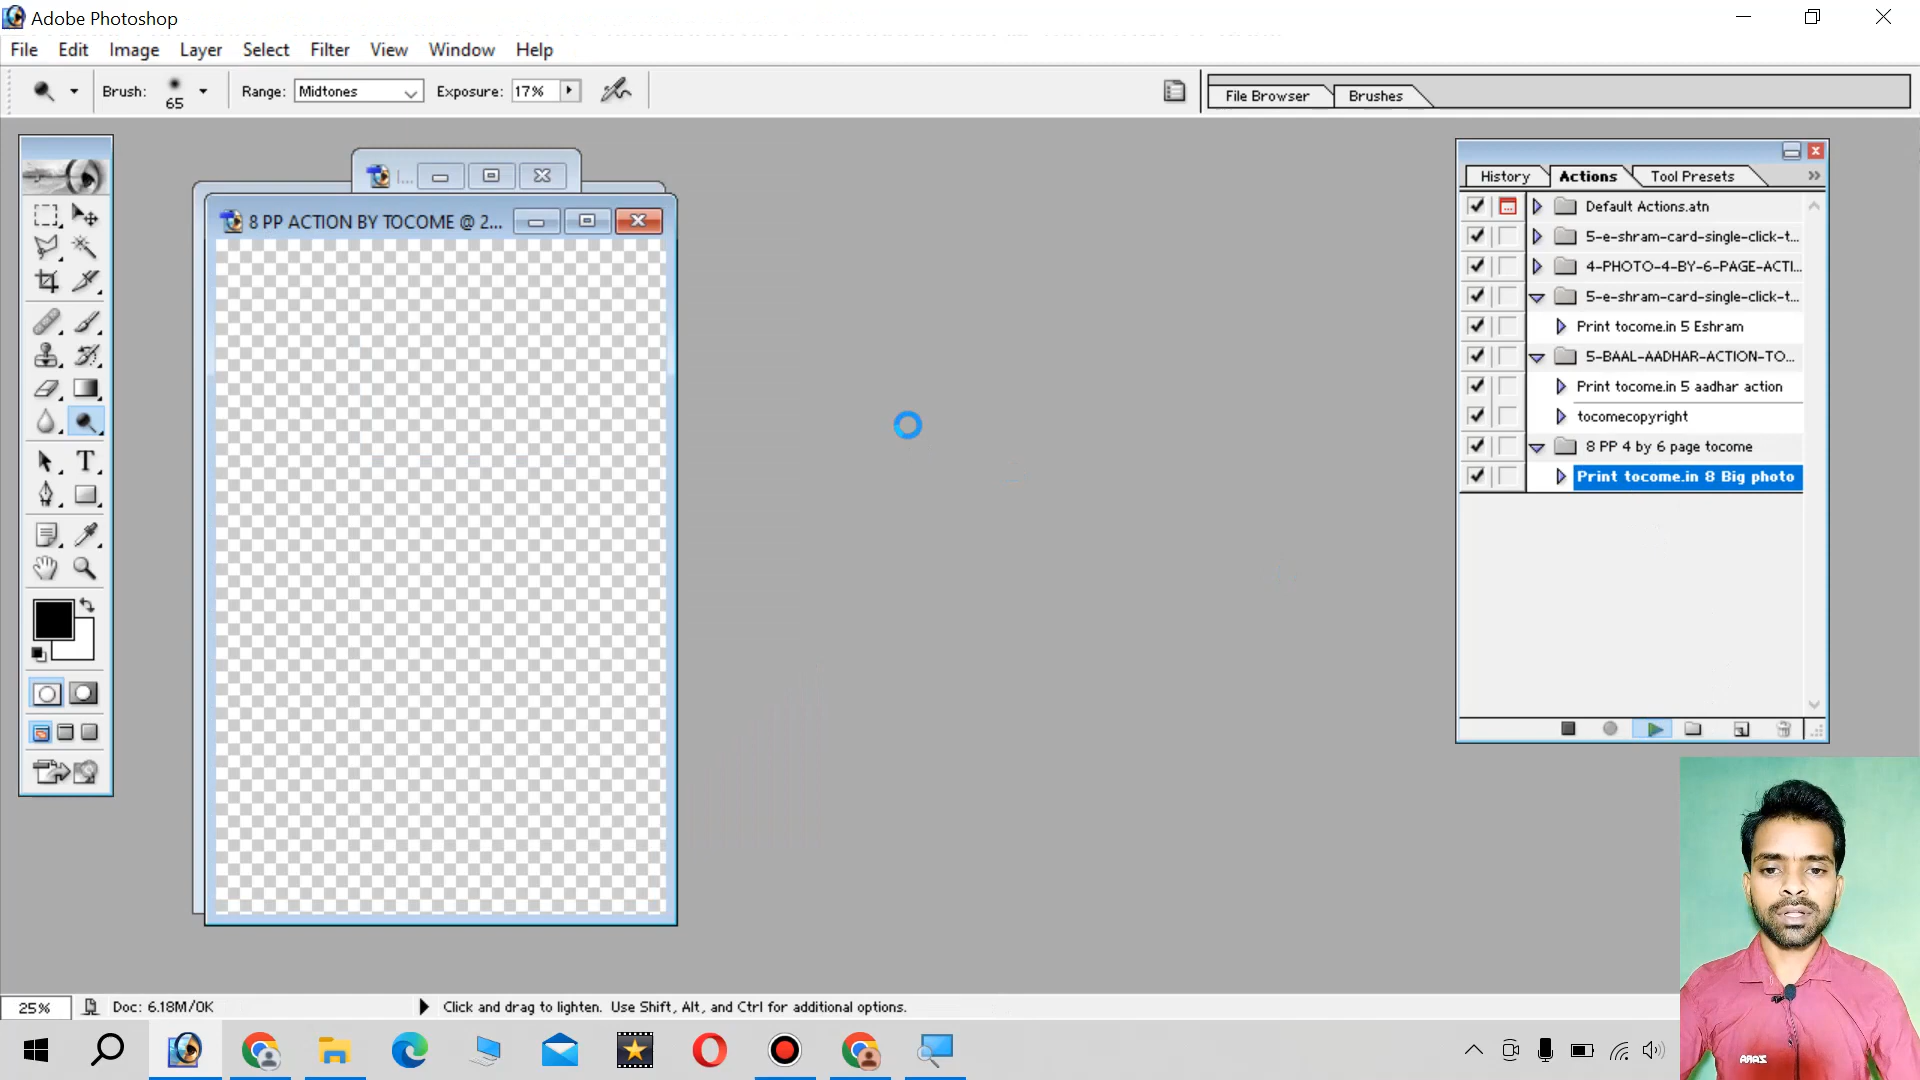 Adobe Photoshop
File Edit Image Layer Select Filter View Window Help
Brush: 65 Range: Midtones Exposure: 17%
File Browser Brushes
8 PP ACTION BY TOCOME @ 2...
History Actions Tool Presets
Default Actions.atn
5-e-shram-card-single-click-t...
4-PHOTO-4-BY-6-PAGE-ACTI...
5-e-shram-card-single-click-t...
Print tocome.in 5 Eshram
5-BAAL-AADHAR-ACTION-TO...
Print tocome.in 5 aadhar action
tocomecopyright
8 PP 4 by 6 page tocome
Print tocome.in 8 Big photo
25% Doc: 6.18M/0K Click and drag to lighten. Use Shift, Alt, and Ctrl for additional options.